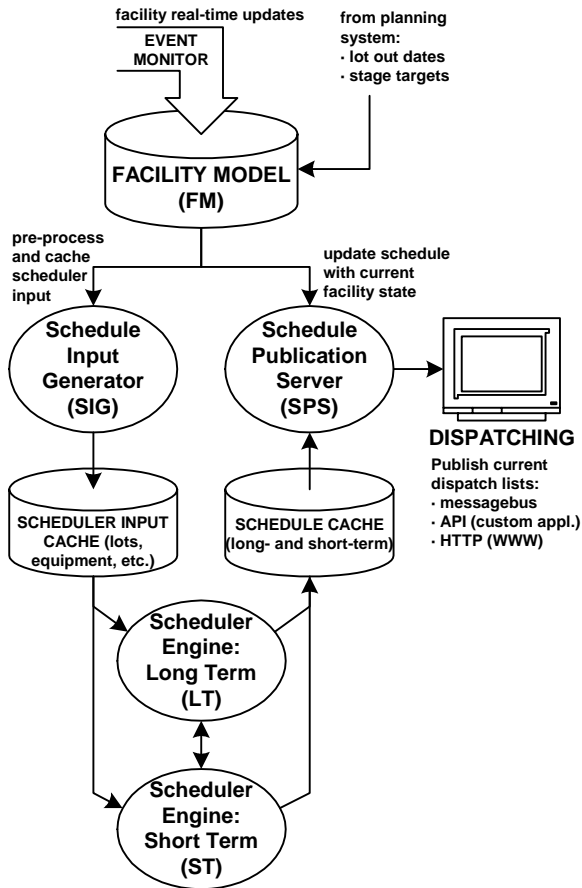 facility real-time updates
EVENT
MONITOR
from planning
system:
· lot out dates
· stage targets
FACILITY MODEL
(FM)
pre-process
and cache
scheduler
input
update schedule
with current
facility state
Schedule
Input
Generator
(SIG)
Schedule
Publication
Server
(SPS)
DISPATCHING
Publish current
dispatch lists:
· messagebus
· API (custom appl.)
· HTTP (WWW)
SCHEDULER INPUT
CACHE (lots,
equipment, etc.)
SCHEDULE CACHE
(long- and short-term)
Scheduler
Engine:
Long Term
(LT)
Scheduler
Engine:
Short Term
(ST)